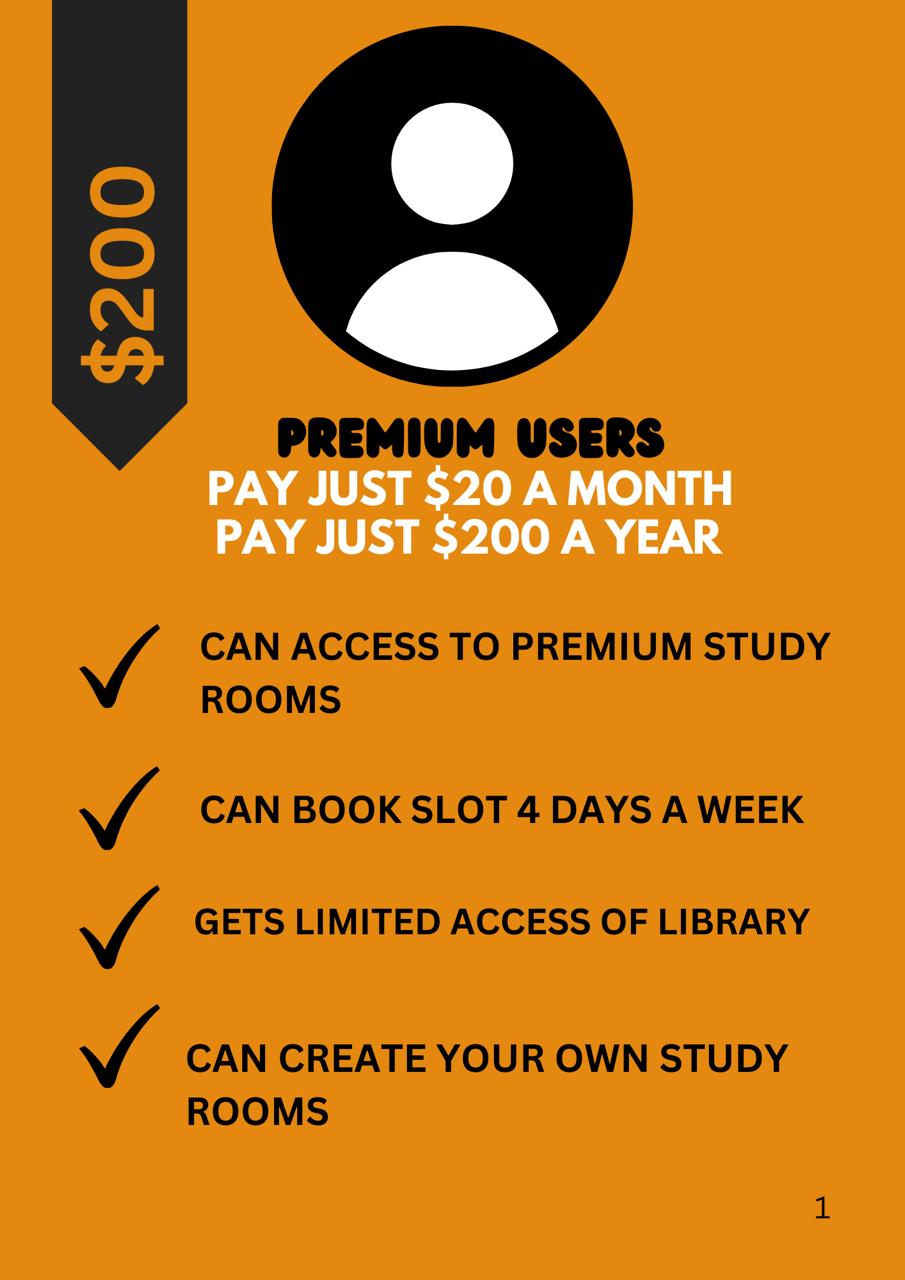 $200
PREMIUM USERS
PAY JUST $20 A MONTH
PAY JUST $200 A YEAR
CAN ACCESS TO PREMIUM STUDY
ROOMS
CAN BOOK SLOT 4 DAYS A WEEK
GETS LIMITED ACCESS OF LIBRARY
CAN CREATE YOUR OWN STUDY
ROOMS
1